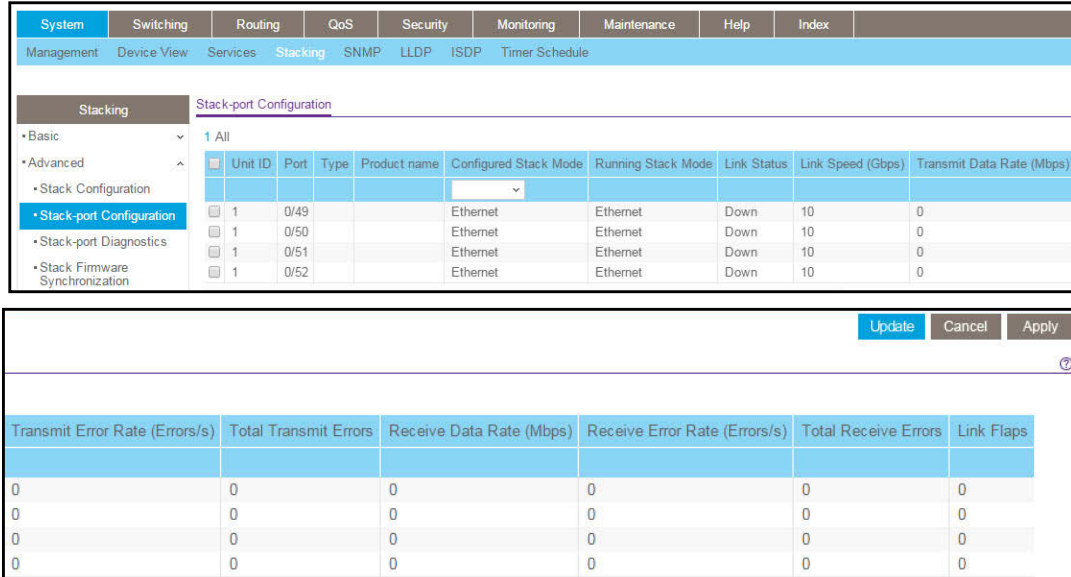 System Switching Routing QoS Security Monitoring Maintenance Help Index
Management Device View Services Stacking SNMP LLDP ISDP Timer Schedule
Stacking
Basic
Advanced
Stack Configuration
Stack-port Configuration
Stack-port Diagnostics
Stack Firmware
Synchronization
Stack-port Configuration
1 All
Unit ID Port Type Product name Configured Stack Mode Running Stack Mode Link Status Link Speed (Gbps) Transmit Data Rate (Mbps)
1 0/49 Ethernet Ethernet Down 10 0
1 0/50 Ethernet Ethernet Down 10 0
1 0/51 Ethernet Ethernet Down 10 0
1 0/52 Ethernet Ethernet Down 10 0
Update Cancel Apply
?
Transmit Error Rate (Errors/s) Total Transmit Errors Receive Data Rate (Mbps) Receive Error Rate (Errors/s) Total Receive Errors Link Flaps
0 0 0 0 0 0
0 0 0 0 0 0
0 0 0 0 0 0
0 0 0 0 0 0